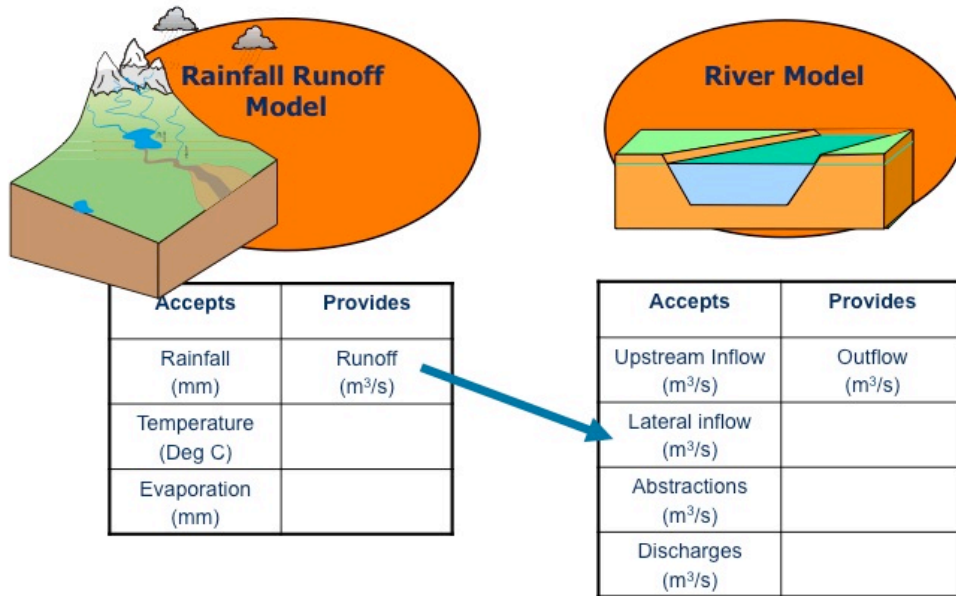 Rainfall Runoff
Model
River Model
Accepts Provides
Rainfall Runoff
(mm) (m³/s)
Temperature
(Deg C)
Evaporation
(mm)
Accepts Provides
Upstream Inflow Outflow
(m³/s) (m³/s)
Lateral inflow
(m³/s)
Abstractions
(m³/s)
Discharges
(m³/s)